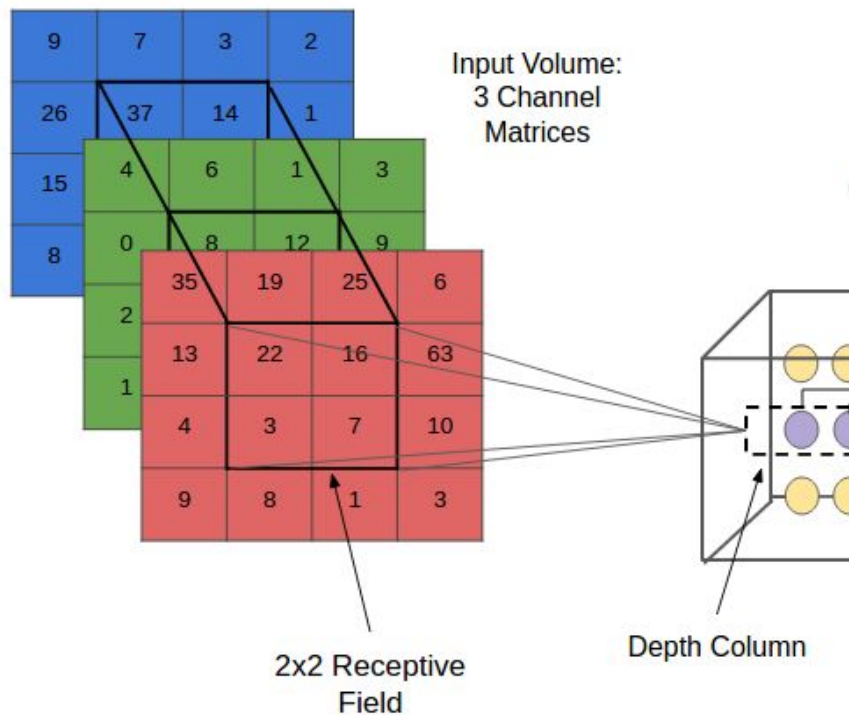 9 7 3 2
Input Volume:
3 Channel
Matrices
26 37 14 1
15
8
4 6 1 3
0 8 12 9
2
1
35 19 25 6
13 22 16 63
4 3 7 10
9 8 1 3
2x2 Receptive
Field
Depth Column